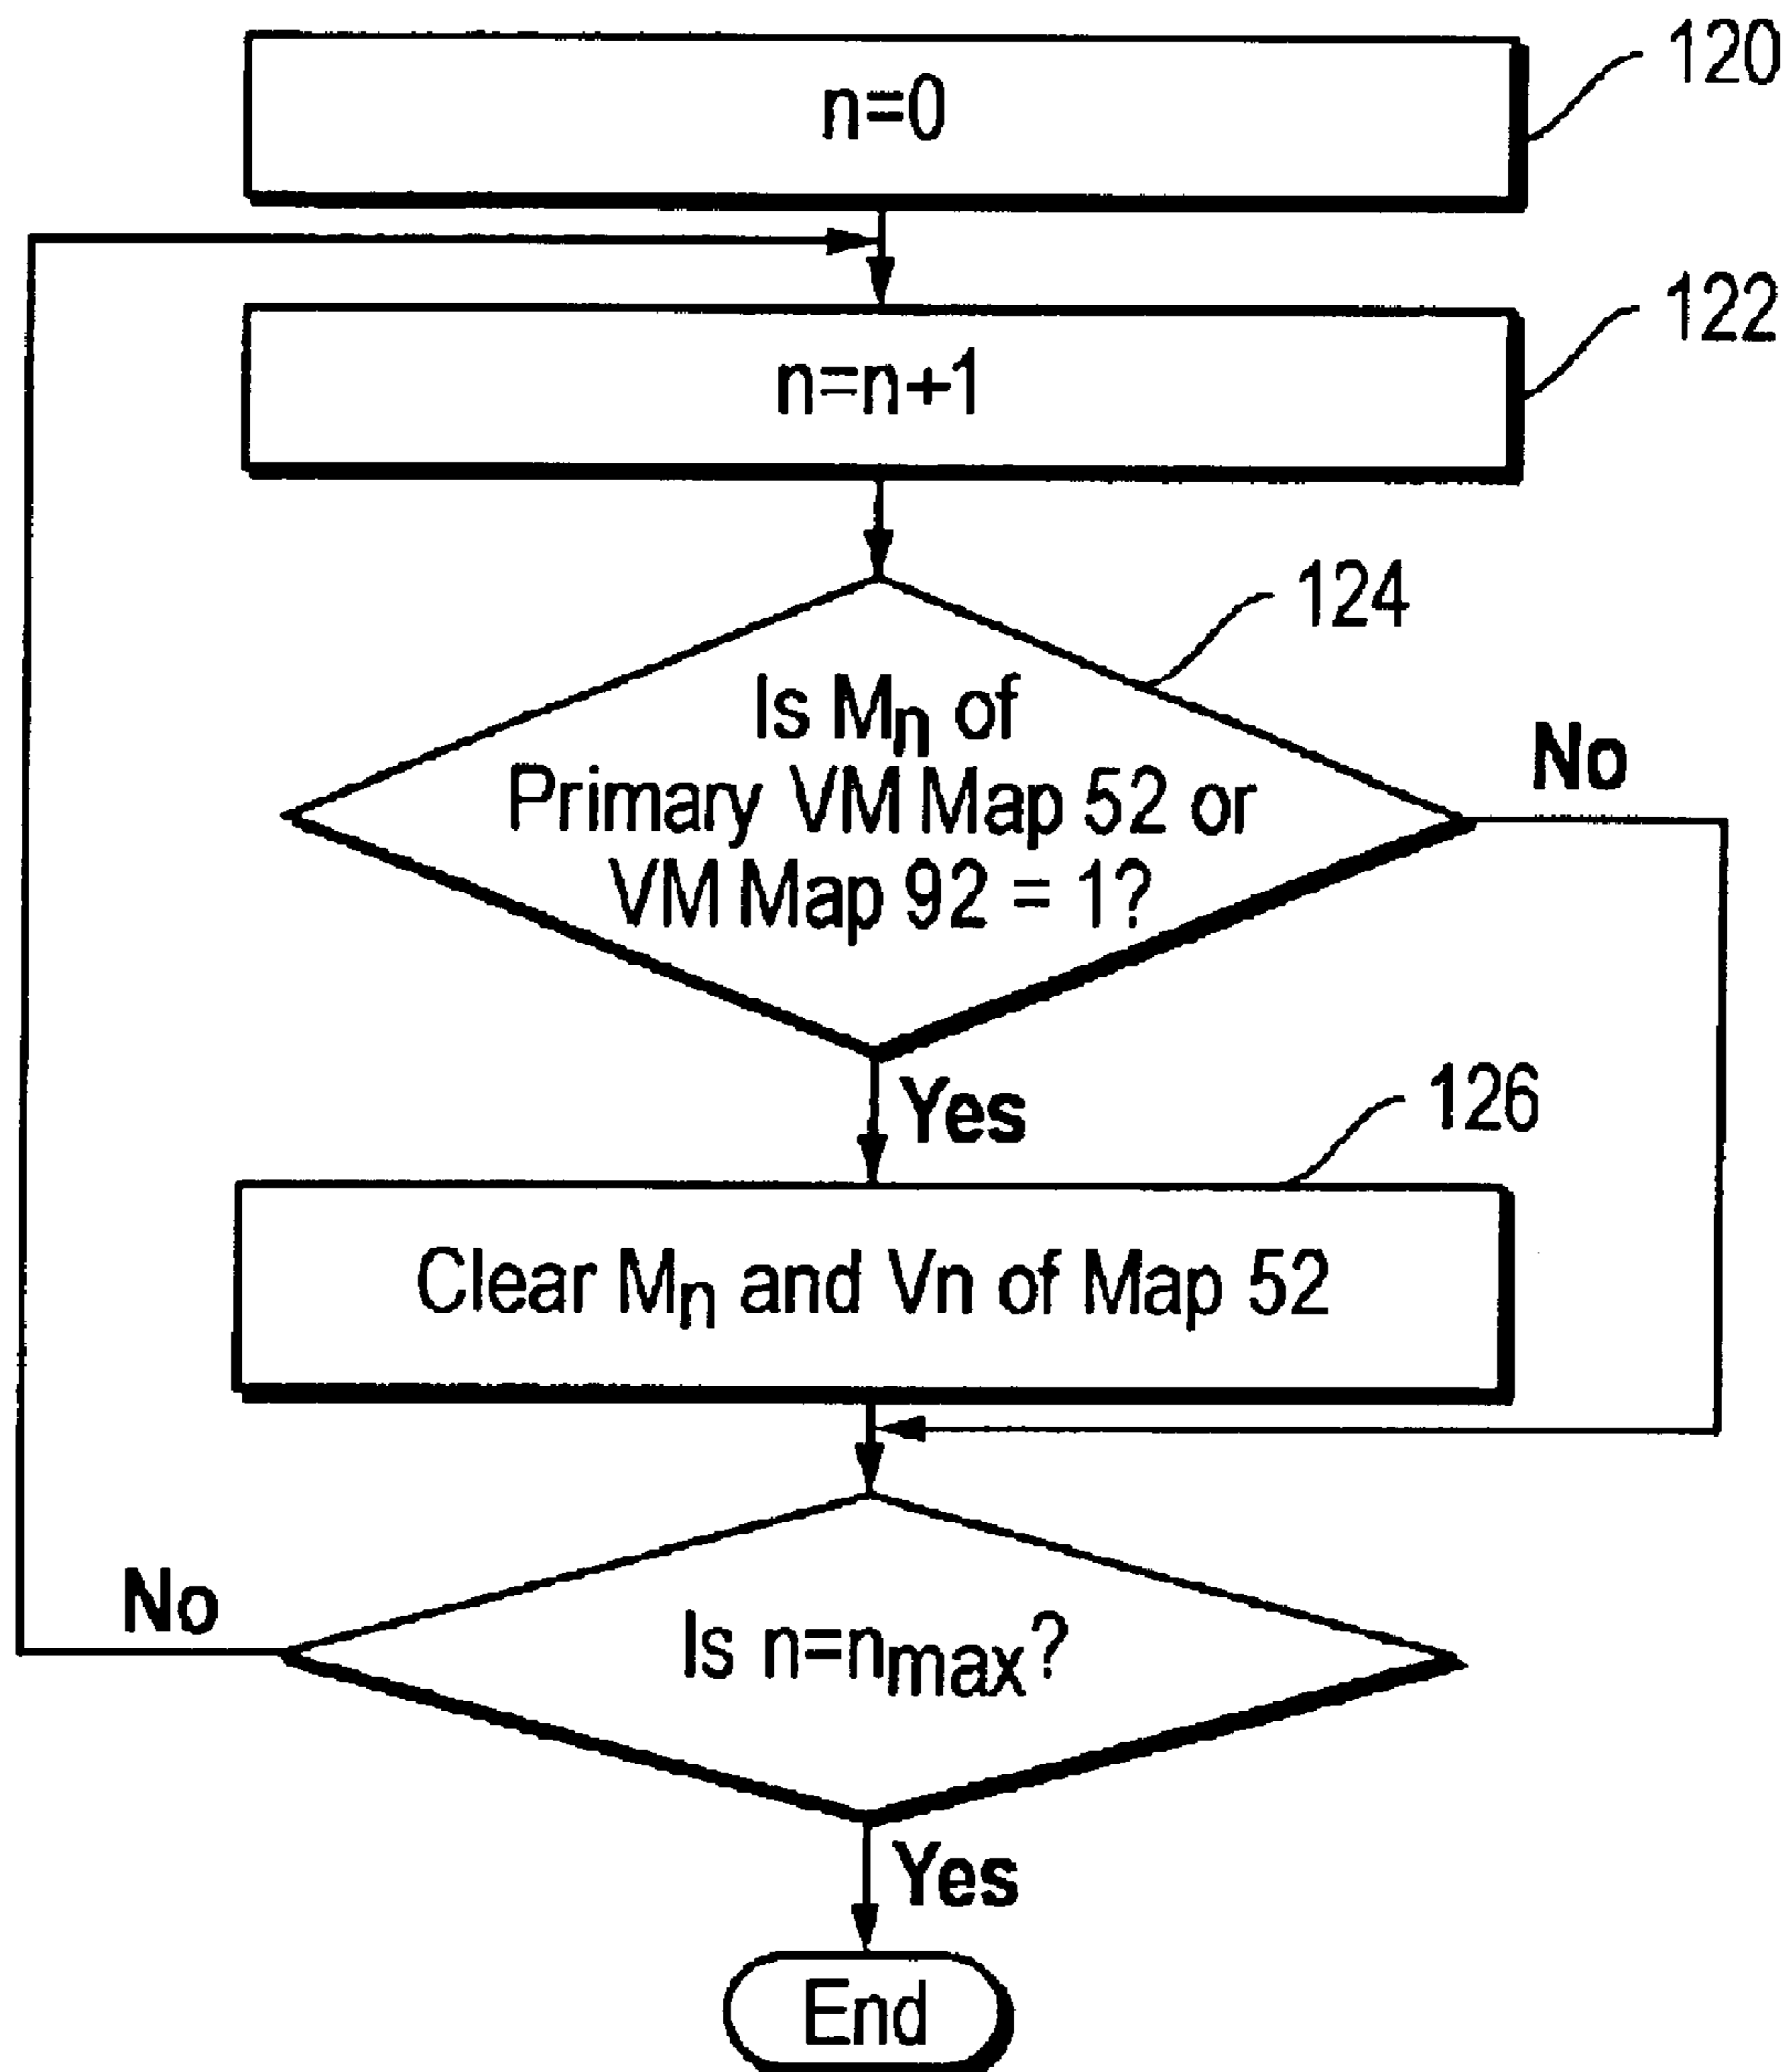 120
n=0
122
n=n+1
124
Is Mn of
Primary VM Map 52 or
VM Map 92 = 1?
No
Yes
126
Clear Mn and Vn of Map 52
No
Is n=nmax?
Yes
End